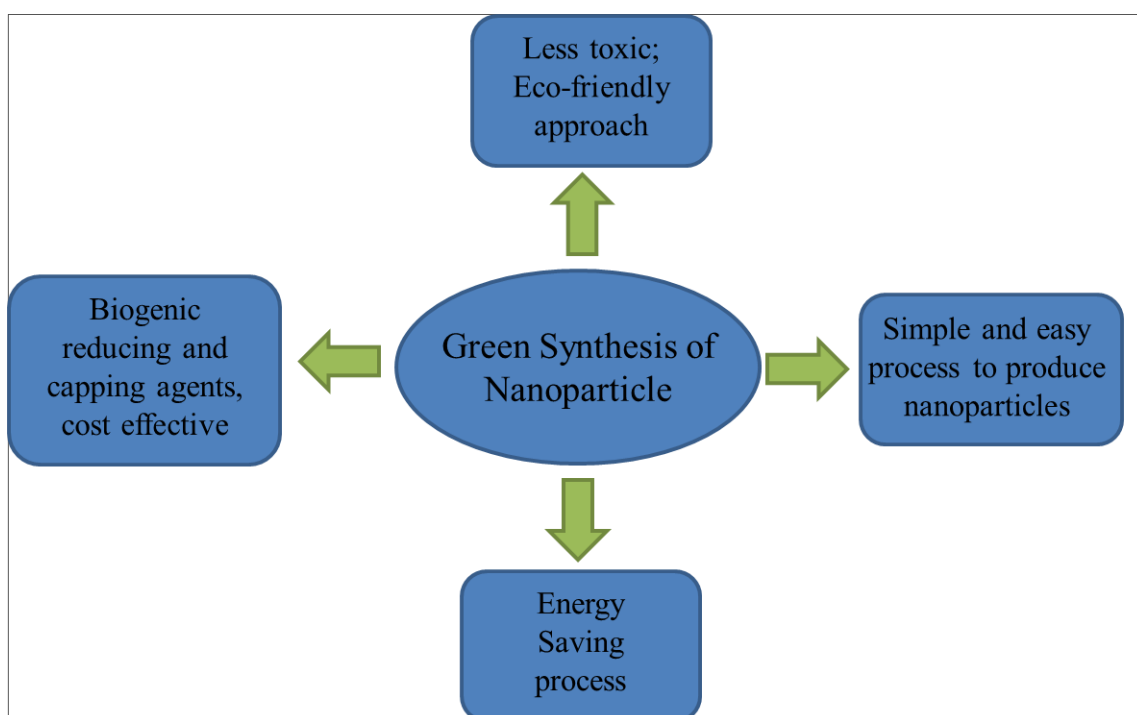 Less toxic;
Eco-friendly
approach
Biogenic
reducing and
capping agents,
cost effective
Green Synthesis of
Nanoparticle
Simple and easy
process to produce
nanoparticles
Energy
Saving
process